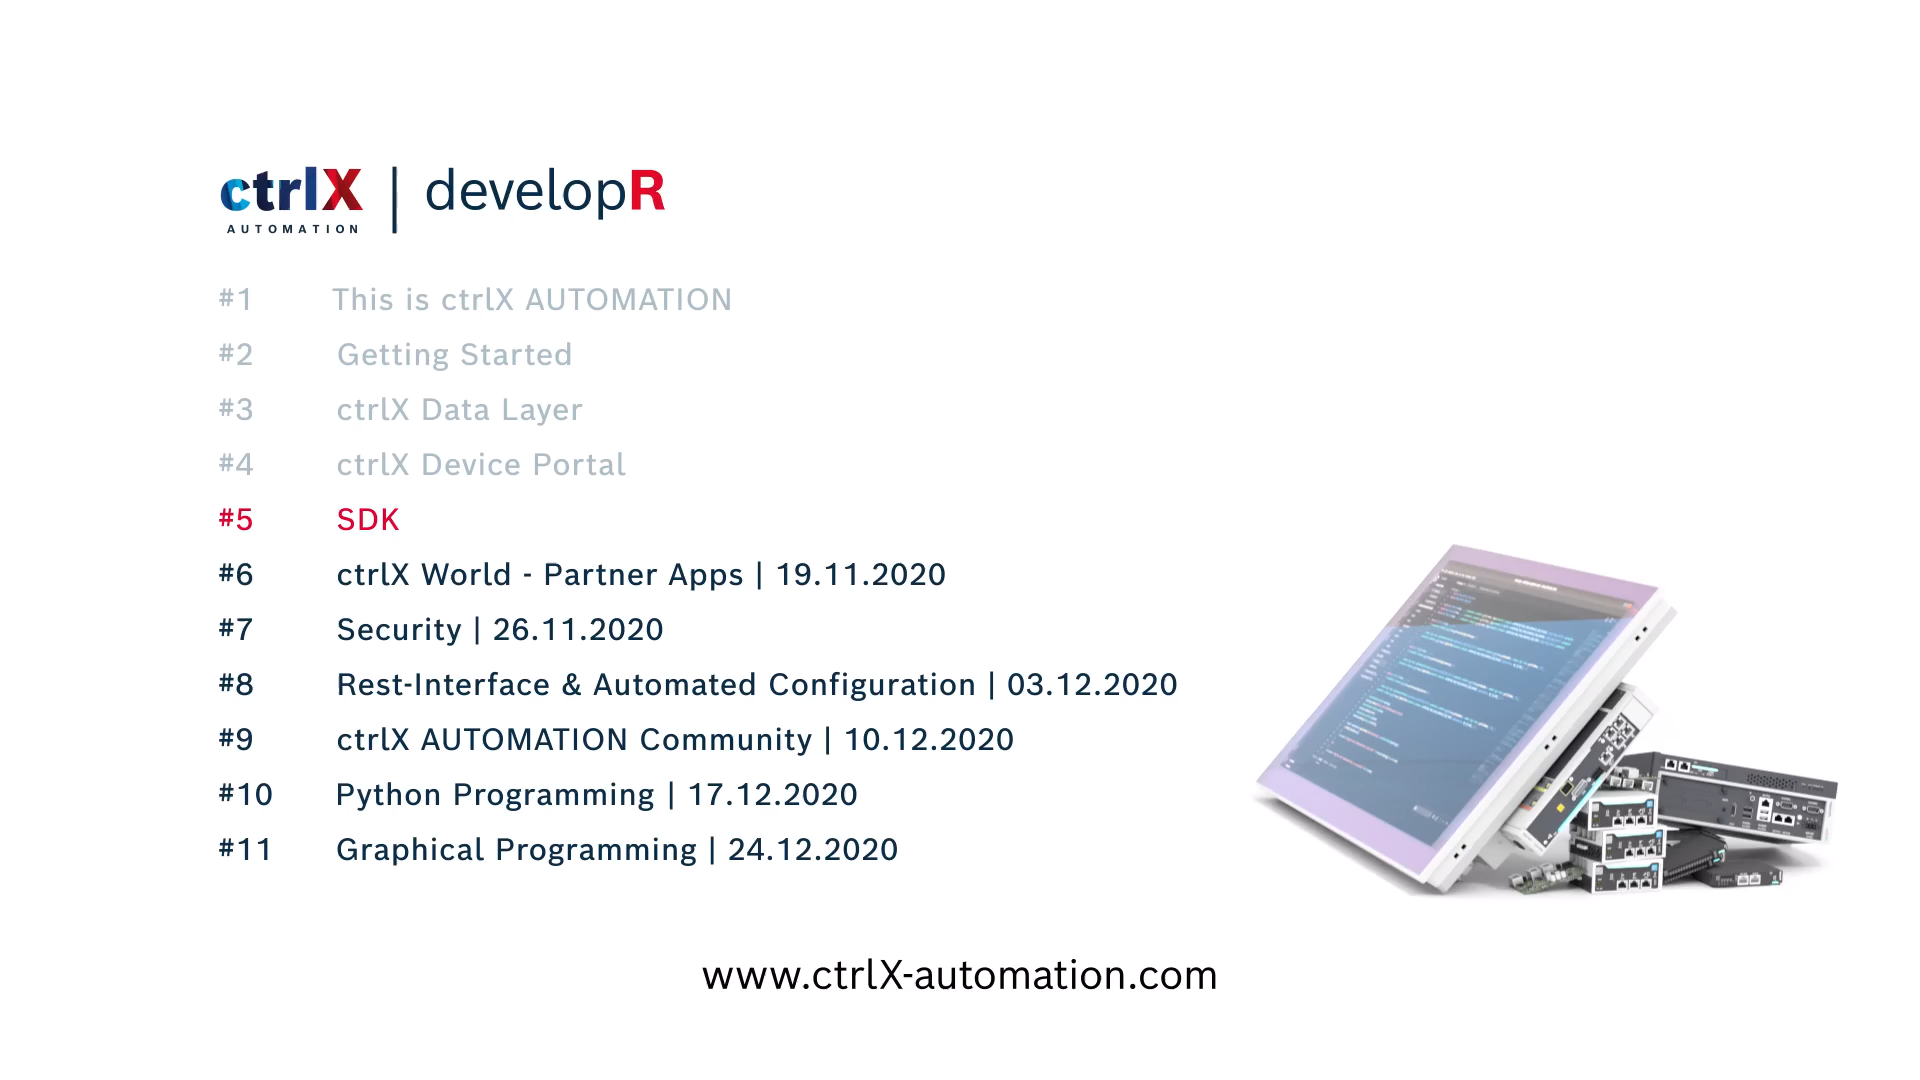 ctrlX | developR
AUTOMATION
#1 This is ctrlX AUTOMATION
#2 Getting Started
#3 ctrlX Data Layer
#4 ctrlX Device Portal
#5 SDK
#6 ctrlX World - Partner Apps | 19.11.2020
#7 Security | 26.11.2020
#8 Rest-Interface & Automated Configuration | 03.12.2020
#9 ctrlX AUTOMATION Community | 10.12.2020
#10 Python Programming | 17.12.2020
#11 Graphical Programming | 24.12.2020
www.ctrlX-automation.com